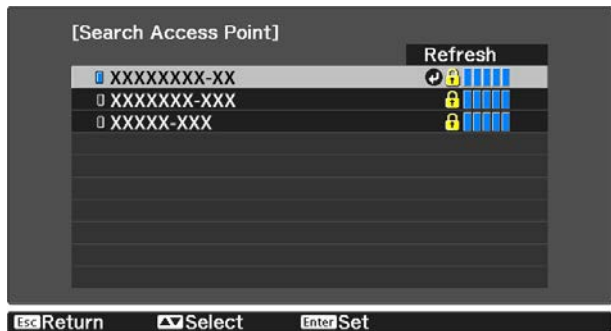 [Search Access Point]
Refresh
XXXXXXXX-XX
XXXXXXX-XXX
XXXXX-XXX
Esc Return Select Enter Set